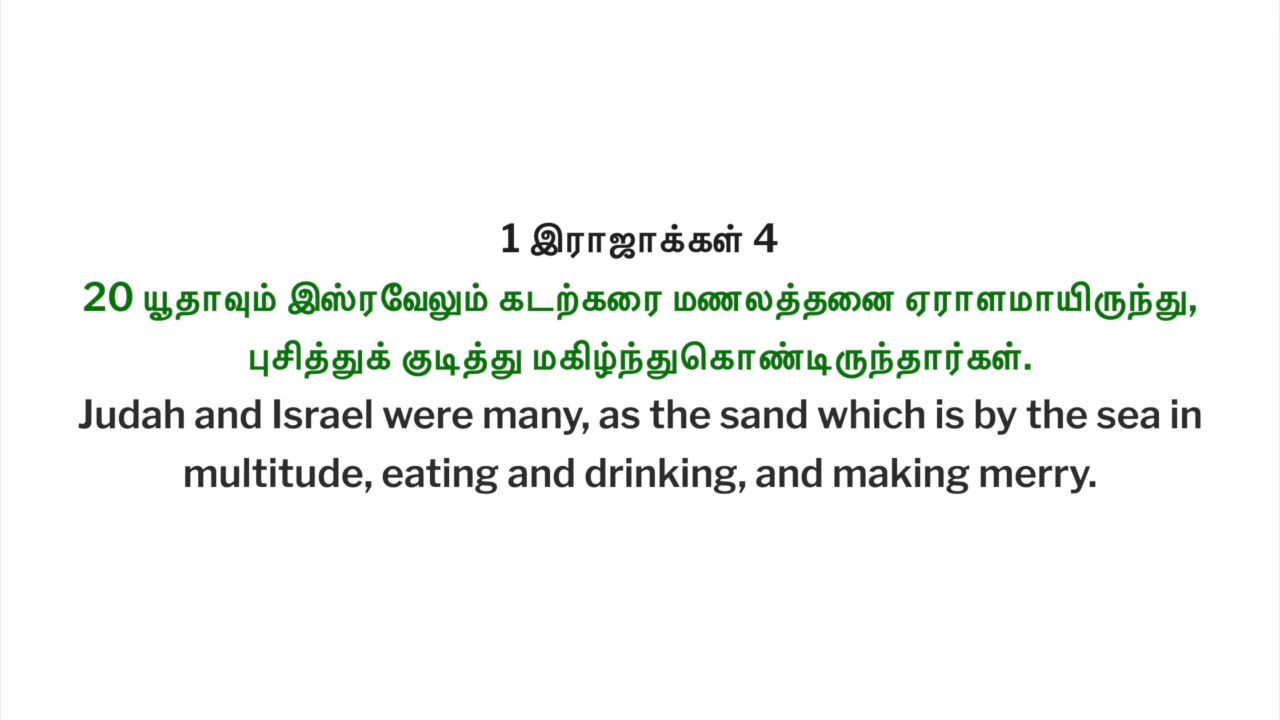 1 இராஜாக்கள் 4
20 யூதாவும் இஸ்ரவேலும் கடற்கரை மணலத்தனை ஏராளமாயிருந்து,
புசித்துக் குடித்து மகிழ்ந்துகொண்டிருந்தார்கள்.
Judah and Israel were many, as the sand which is by the sea in
multitude, eating and drinking, and making merry.